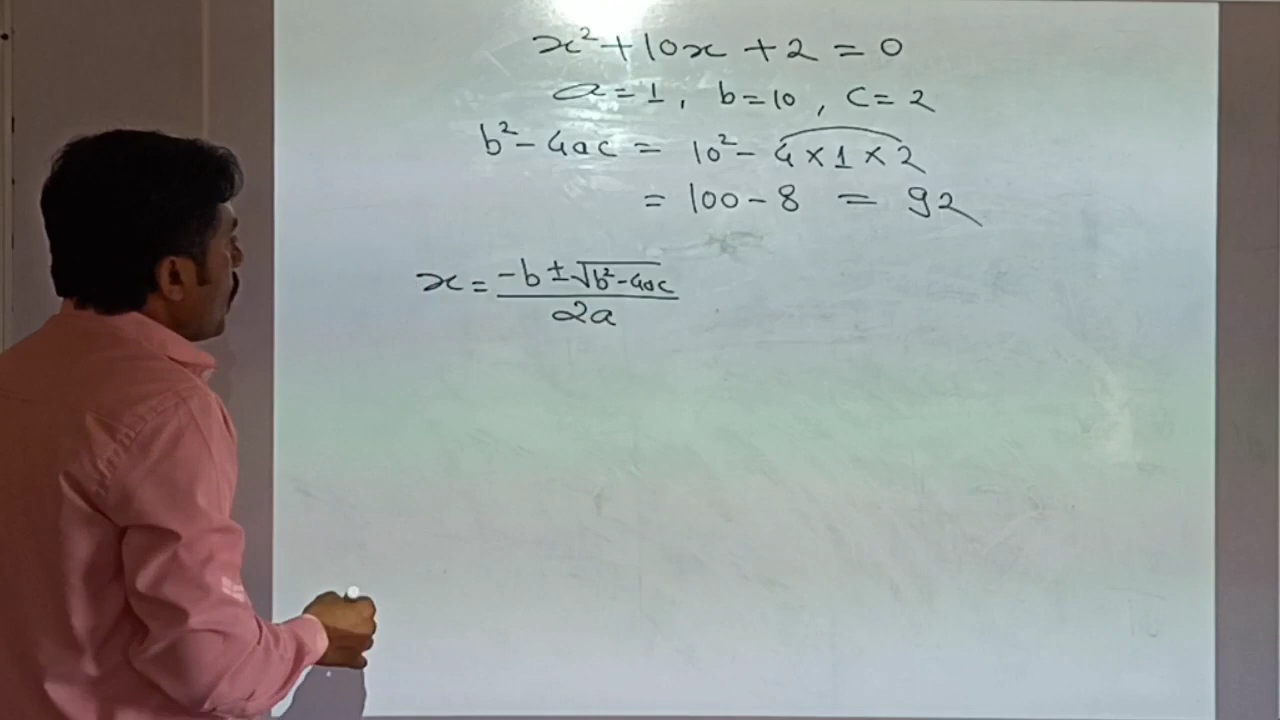 x² + 10x + 2 = 0
a = 1, b = 10, c = 2
b² - 4ac = 10² - 4 × 1 × 2
= 100 - 8 = 92
x = (-b ± √(b² - 4ac)) / 2a